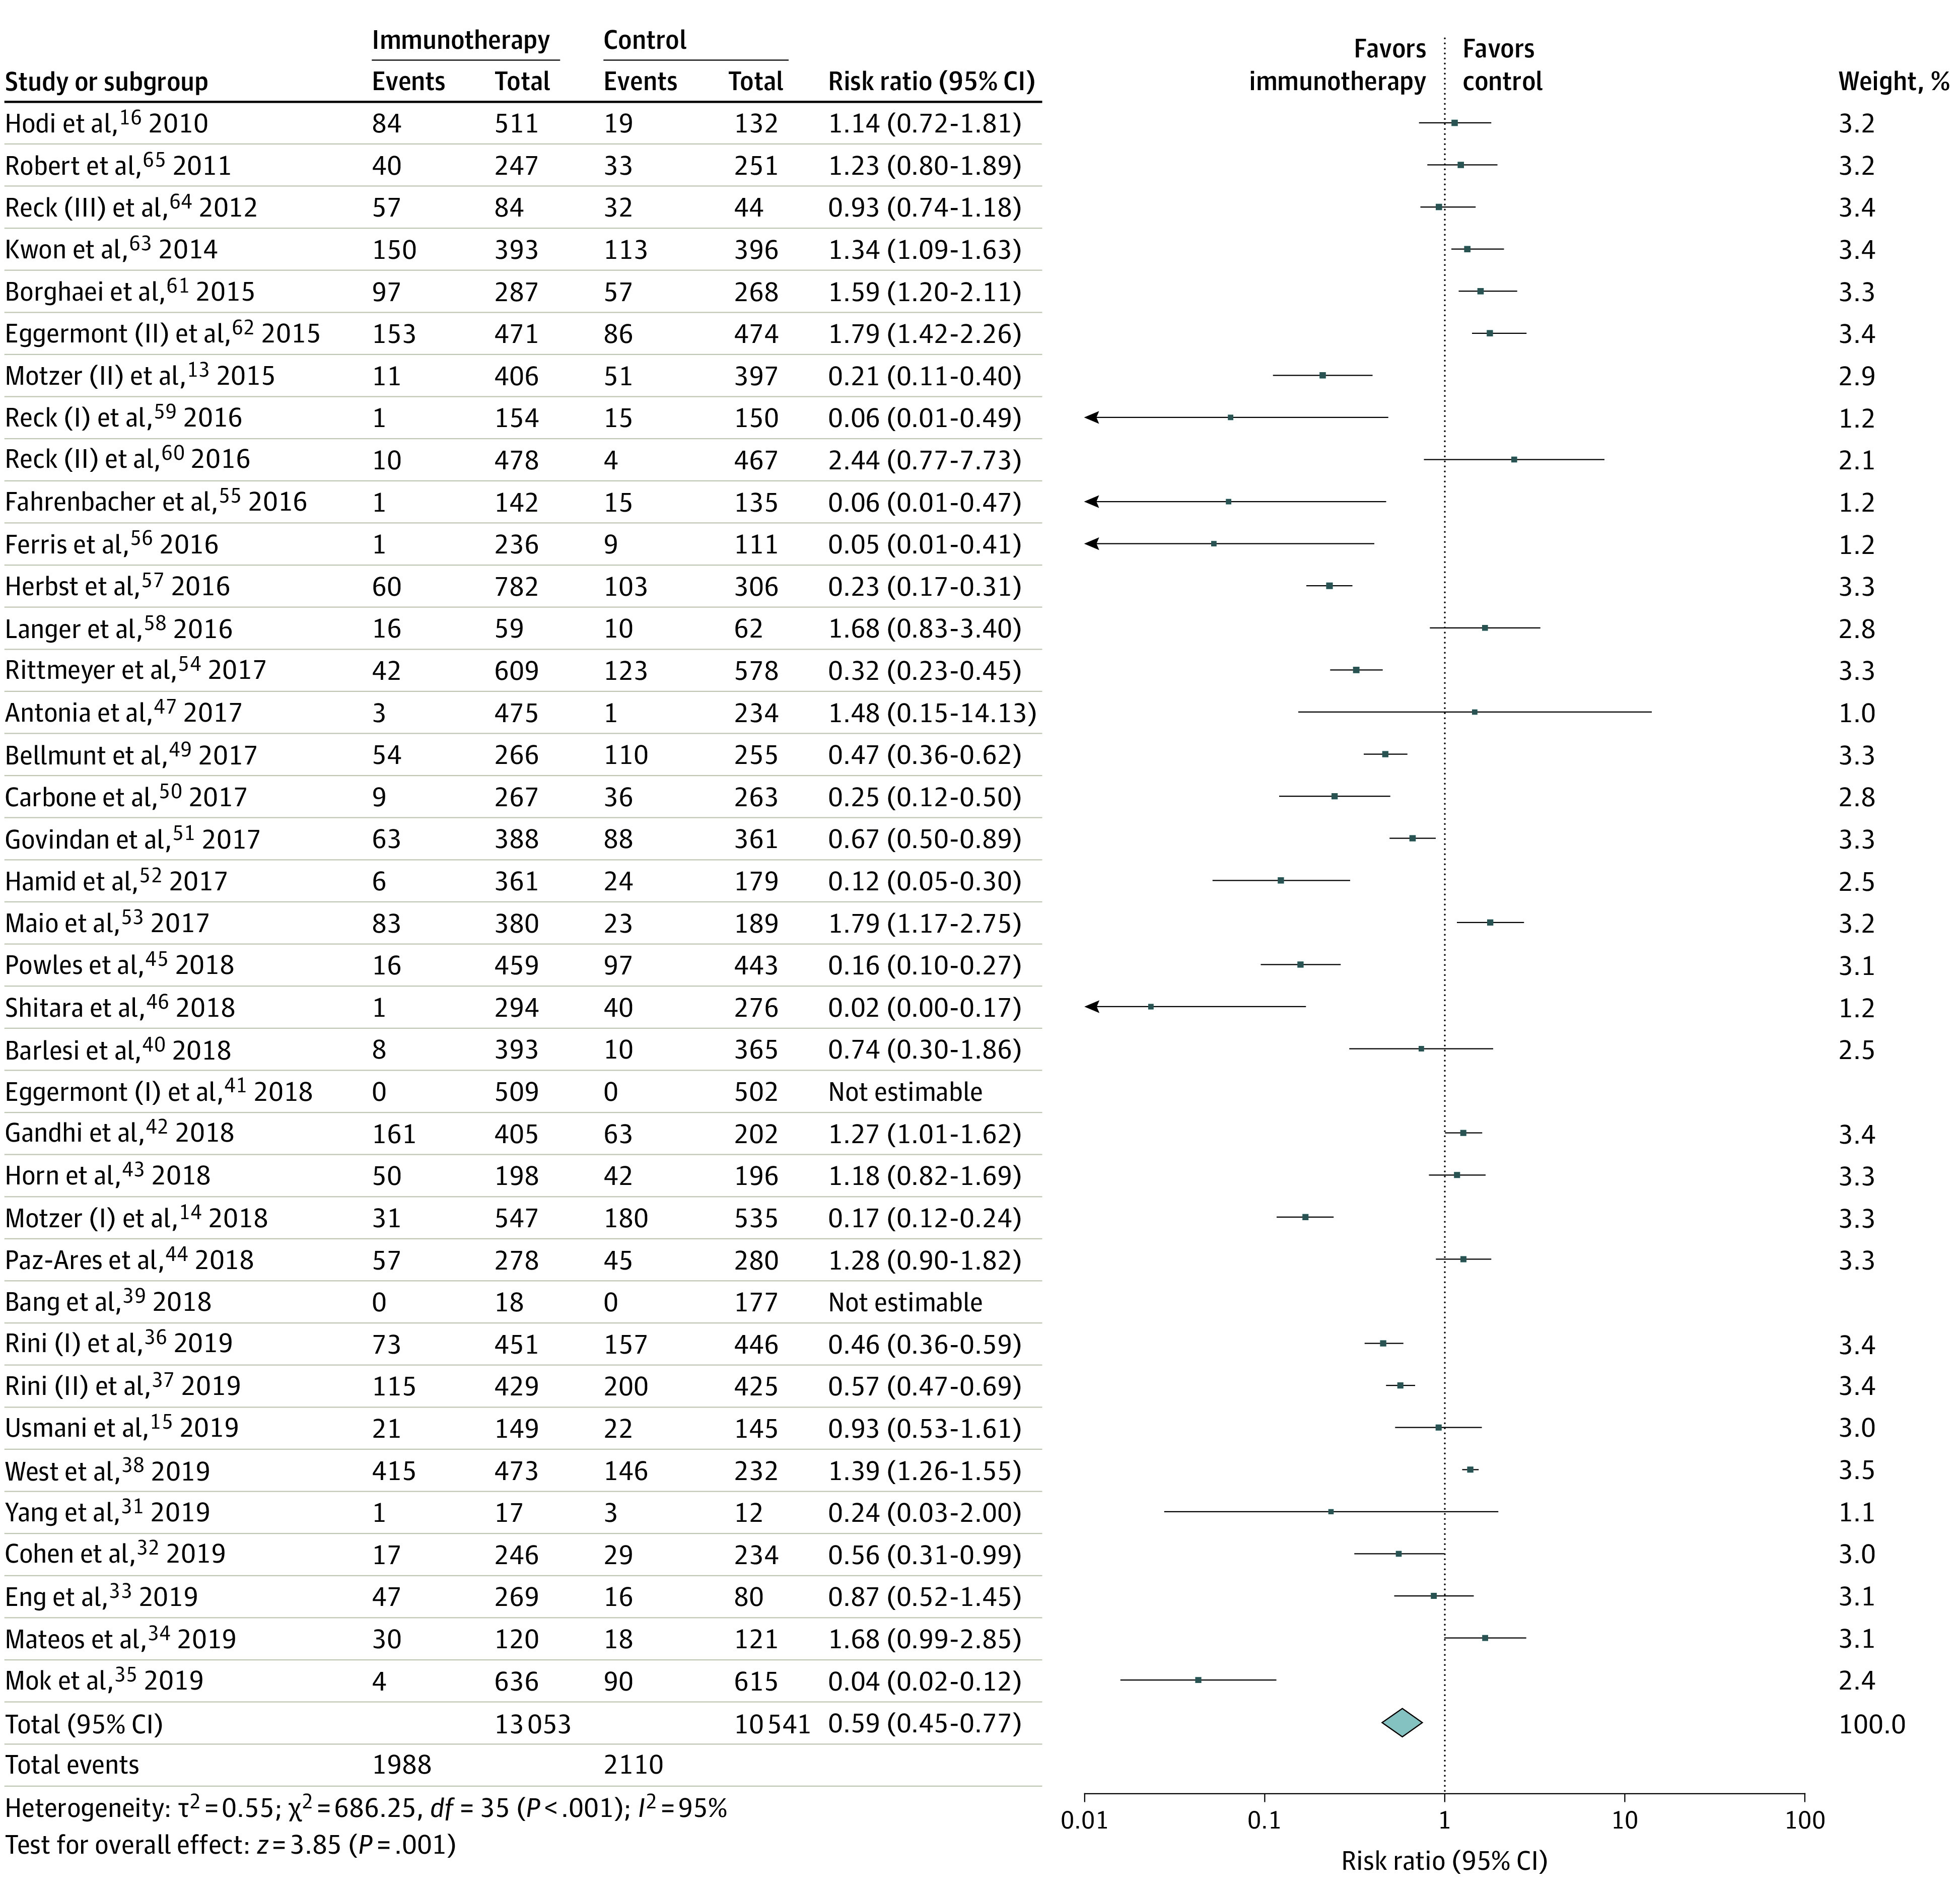 Immunotherapy Control Favors immunotherapy Favors control
Study or subgroup Events Total Events Total Risk ratio (95% CI) Weight, %
Hodi et al,16 2010 84 511 19 132 1.14 (0.72-1.81) 3.2
Robert et al,65 2011 40 247 33 251 1.23 (0.80-1.89) 3.2
Reck (III) et al,64 2012 57 84 32 44 0.93 (0.74-1.18) 3.4
Kwon et al,63 2014 150 393 113 396 1.34 (1.09-1.63) 3.4
Borghaei et al,61 2015 97 287 57 268 1.59 (1.20-2.11) 3.3
Eggermont (II) et al,62 2015 153 471 86 474 1.79 (1.42-2.26) 3.4
Motzer (II) et al,13 2015 11 406 51 397 0.21 (0.11-0.40) 2.9
Reck (I) et al,59 2016 1 154 15 150 0.06 (0.01-0.49) 1.2
Reck (II) et al,60 2016 10 478 4 467 2.44 (0.77-7.73) 2.1
Fahrenbacher et al,55 2016 1 142 15 135 0.06 (0.01-0.47) 1.2
Ferris et al,56 2016 1 236 9 111 0.05 (0.01-0.41) 1.2
Herbst et al,57 2016 60 782 103 306 0.23 (0.17-0.31) 3.3
Langer et al,58 2016 16 59 10 62 1.68 (0.83-3.40) 2.8
Rittmeyer et al,54 2017 42 609 123 578 0.32 (0.23-0.45) 3.3
Antonia et al,47 2017 3 475 1 234 1.48 (0.15-14.13) 1.0
Bellmunt et al,49 2017 54 266 110 255 0.47 (0.36-0.62) 3.3
Carbone et al,50 2017 9 267 36 263 0.25 (0.12-0.50) 2.8
Govindan et al,51 2017 63 388 88 361 0.67 (0.50-0.89) 3.3
Hamid et al,52 2017 6 361 24 179 0.12 (0.05-0.30) 2.5
Maio et al,53 2017 83 380 23 189 1.79 (1.17-2.75) 3.2
Powles et al,45 2018 16 459 97 443 0.16 (0.10-0.27) 3.1
Shitara et al,46 2018 1 294 40 276 0.02 (0.00-0.17) 1.2
Barlesi et al,40 2018 8 393 10 365 0.74 (0.30-1.86) 2.5
Eggermont (I) et al,41 2018 0 509 0 502 Not estimable
Gandhi et al,42 2018 161 405 63 202 1.27 (1.01-1.62) 3.4
Horn et al,43 2018 50 198 42 196 1.18 (0.82-1.69) 3.3
Motzer (I) et al,14 2018 31 547 180 535 0.17 (0.12-0.24) 3.3
Paz-Ares et al,44 2018 57 278 45 280 1.28 (0.90-1.82) 3.3
Bang et al,39 2018 0 18 0 177 Not estimable
Rini (I) et al,36 2019 73 451 157 446 0.46 (0.36-0.59) 3.4
Rini (II) et al,37 2019 115 429 200 425 0.57 (0.47-0.69) 3.4
Usmani et al,15 2019 21 149 22 145 0.93 (0.53-1.61) 3.0
West et al,38 2019 415 473 146 232 1.39 (1.26-1.55) 3.5
Yang et al,31 2019 1 17 3 12 0.24 (0.03-2.00) 1.1
Cohen et al,32 2019 17 246 29 234 0.56 (0.31-0.99) 3.0
Eng et al,33 2019 47 269 16 80 0.87 (0.52-1.45) 3.1
Mateos et al,34 2019 30 120 18 121 1.68 (0.99-2.85) 3.1
Mok et al,35 2019 4 636 90 615 0.04 (0.02-0.12) 2.4
Total (95% CI) 13 053 10 541 0.59 (0.45-0.77) 100.0
Total events 1988 2110
Heterogeneity: τ2 = 0.55; χ2 = 686.25, df = 35 (P < .001); I2 = 95%
Test for overall effect: z = 3.85 (P = .001)
0.01 0.1 1 10 100
Risk ratio (95% CI)